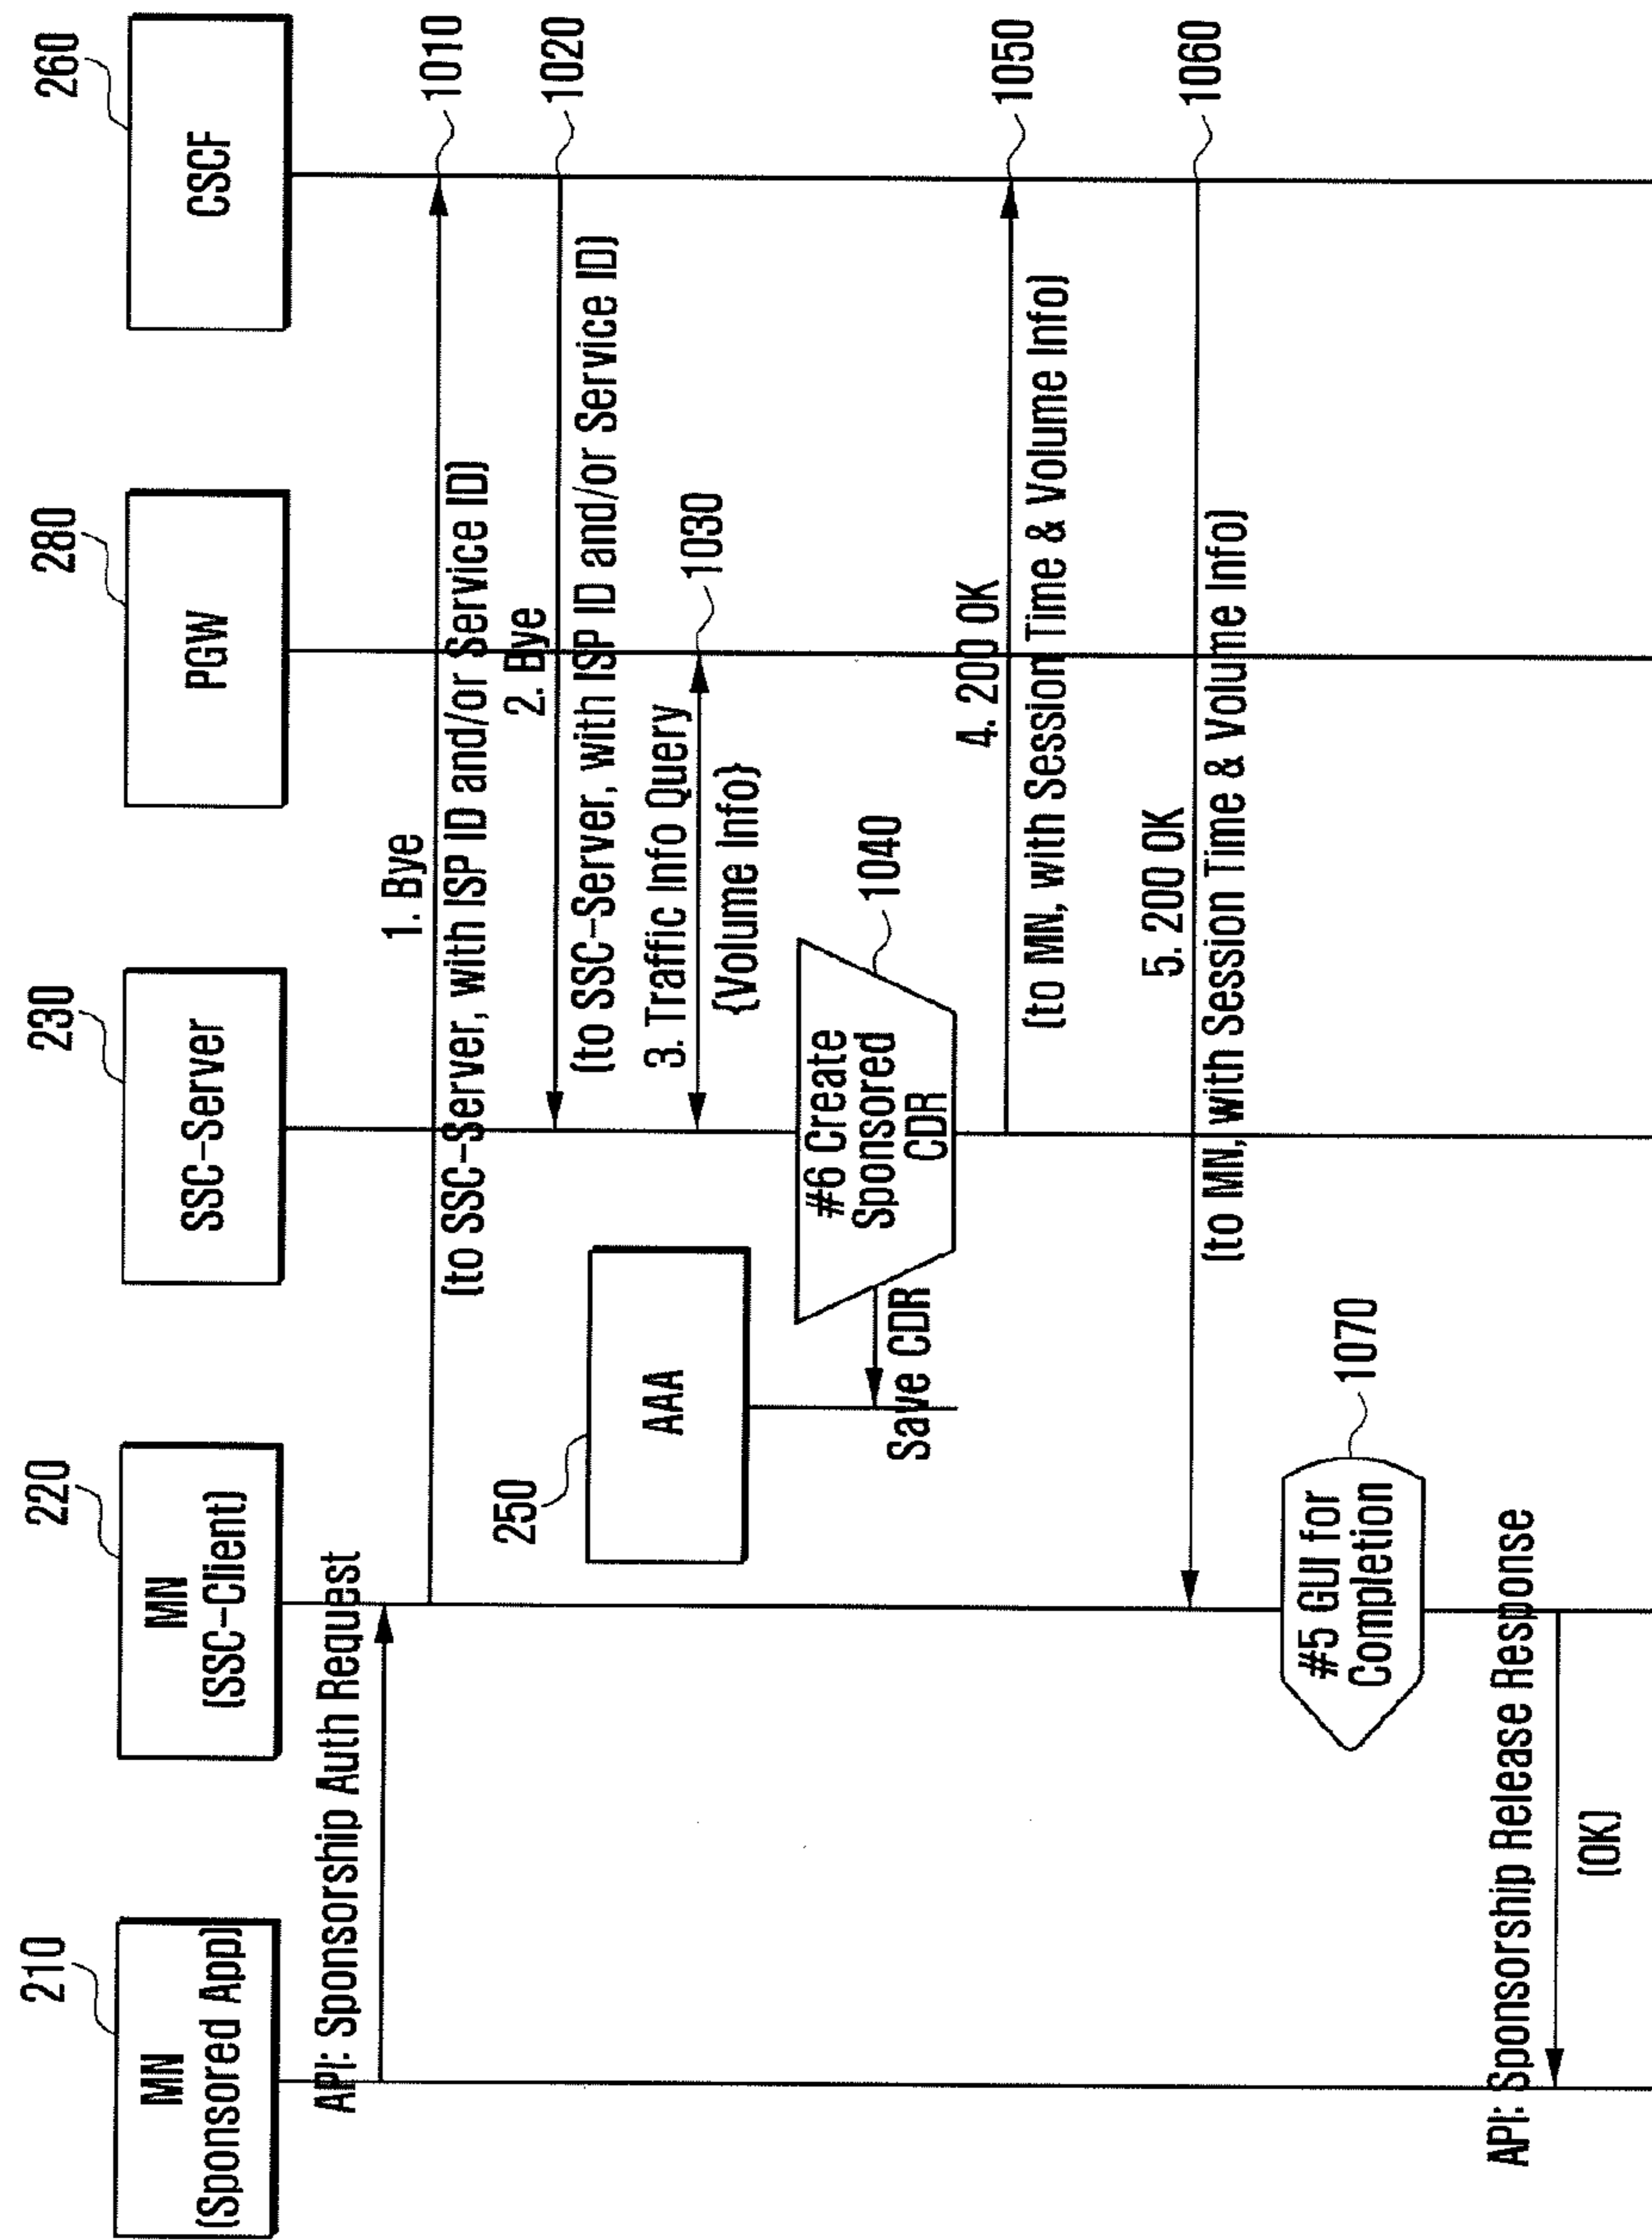 210
220
230
280
260
MN
(Sponsored App)
MN
(SSC-Client)
SSC-Server
PGW
CSCF
API: Sponsorship Auth Request
1. Bye
1010
(to SSC-Server, with ISP ID and/or Service ID)
2. Bye
1020
(to SSC-Server, with ISP ID and/or Service ID)
250
AAA
3. Traffic Info Query
1030
{Volume Info}
#6 Create
Sponsored
CDR
1040
Save CDR
4. 200 OK
1050
(to MN, with Session Time & Volume Info)
5. 200 OK
1060
(to MN, with Session Time & Volume Info)
#5 GUI for
Completion
1070
API: Sponsorship Release Response
(OK)